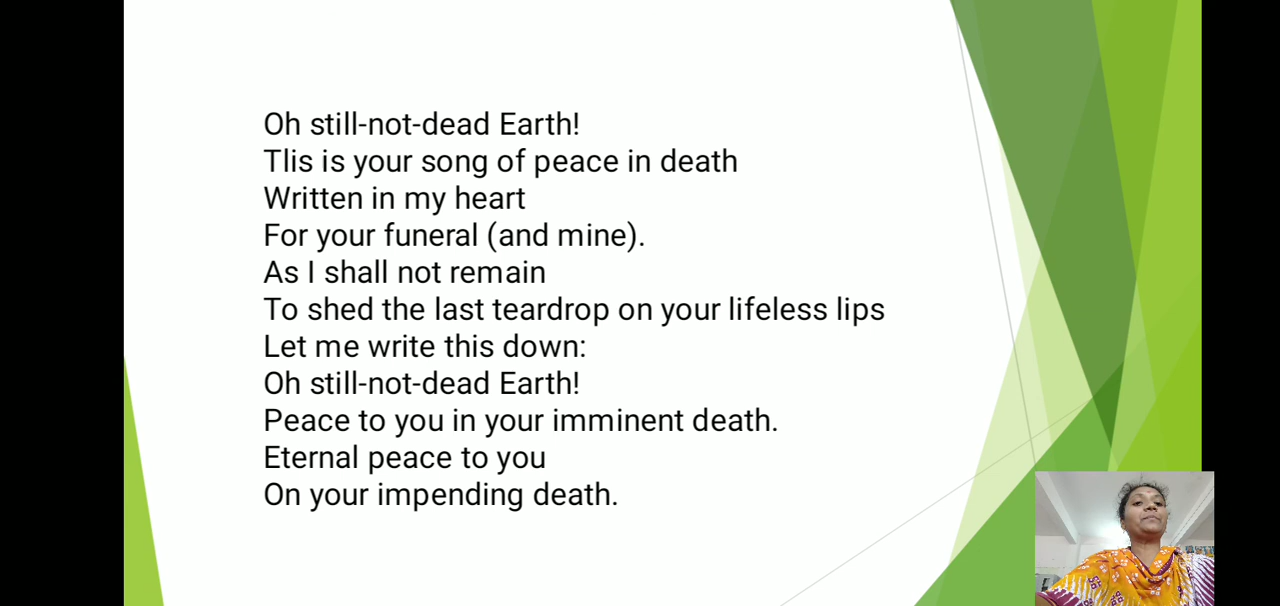 Oh still-not-dead Earth!
Tlis is your song of peace in death
Written in my heart
For your funeral (and mine).
As I shall not remain
To shed the last teardrop on your lifeless lips
Let me write this down:
Oh still-not-dead Earth!
Peace to you in your imminent death.
Eternal peace to you
On your impending death.